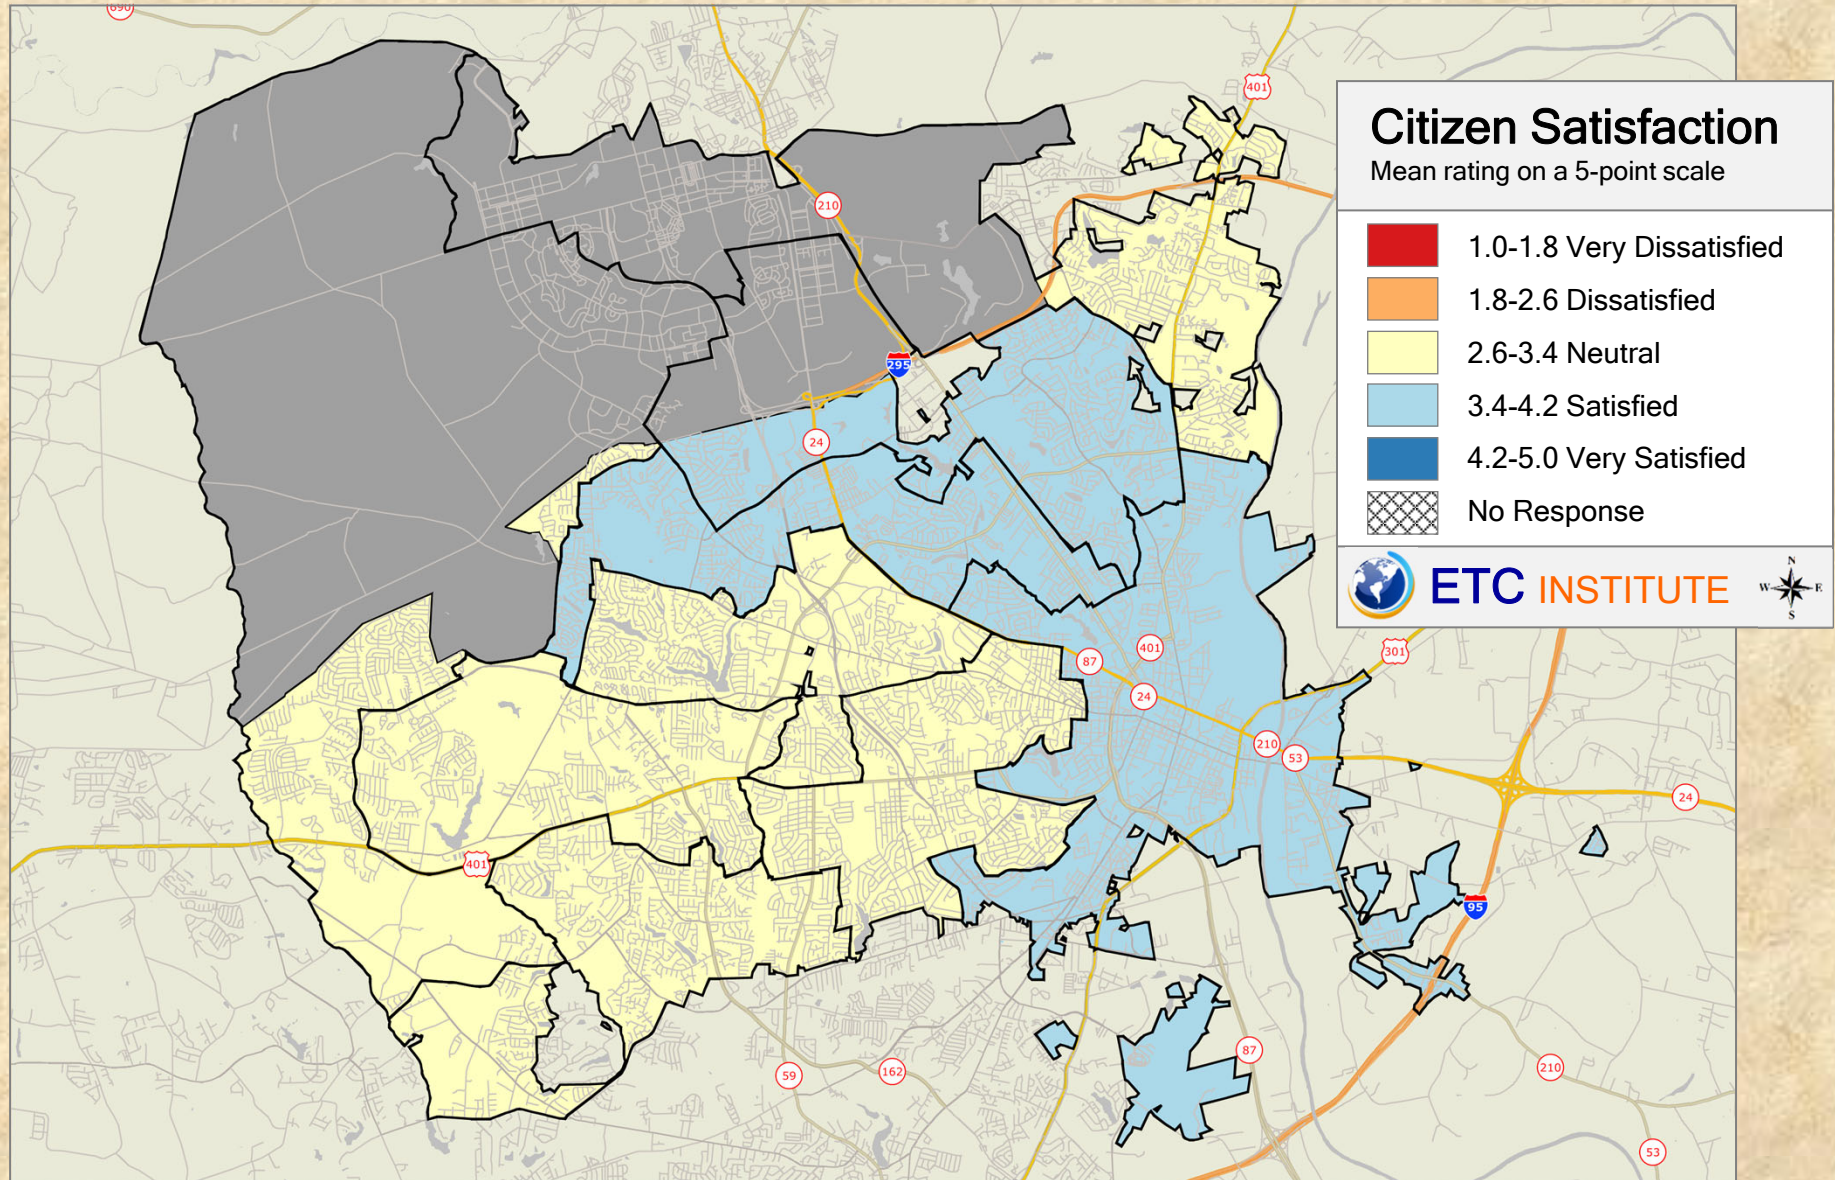 690
401
Citizen Satisfaction
Mean rating on a 5-point scale
210
1.0-1.8 Very Dissatisfied
1.8-2.6 Dissatisfied
2.6-3.4 Neutral
295
3.4-4.2 Satisfied
24
4.2-5.0 Very Satisfied
No Response
ETC INSTITUTE
N
W E
S
87
401
301
24
210
53
24
401
95
87
59
162
210
53